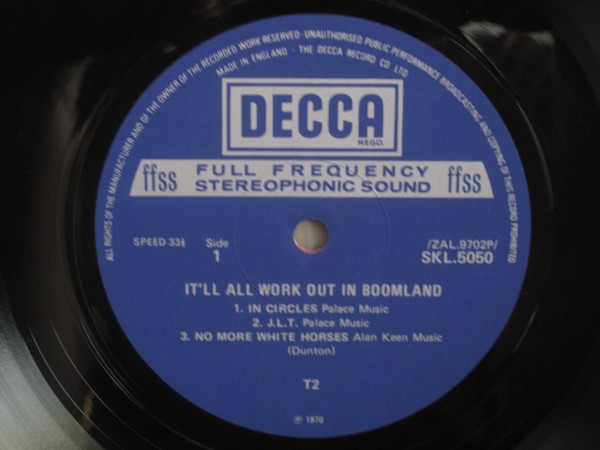 ALL RIGHTS OF THE MANUFACTURER AND OF THE OWNER OF THE RECORDED WORK RESERVED · UNAUTHORISED PUBLIC PERFORMANCE BROADCASTING AND COPYING OF THIS RECORD PROHIBITED
MADE IN ENGLAND · THE DECCA RECORD CO LTD
DECCA
REGD.
ffss FULL FREQUENCY ffss
STEREOPHONIC SOUND
SPEED 33⅓ Side 1
/ZAL.9702P/
SKL.5050
IT'LL ALL WORK OUT IN BOOMLAND
1. IN CIRCLES Palace Music
2. J.L.T. Palace Music
3. NO MORE WHITE HORSES Alan Keen Music
(Dunton)
T2
℗ 1970